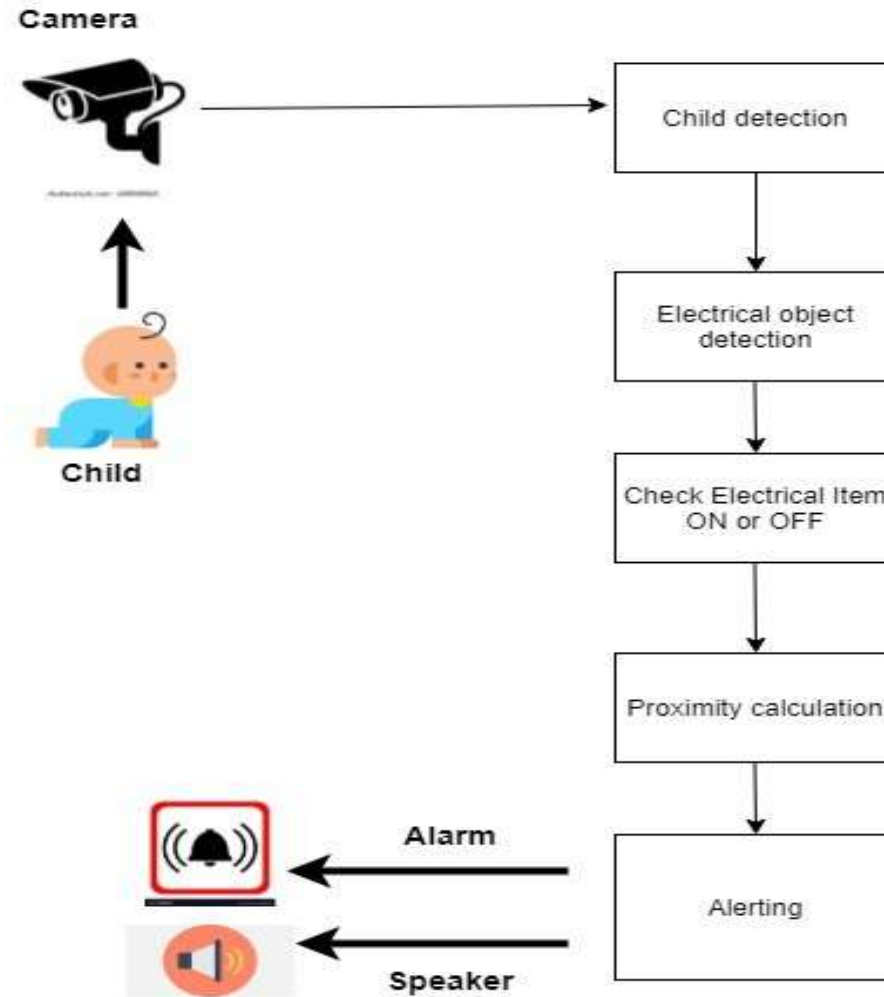 Camera
Child detection
Electrical object
detection
Check Electrical Item
ON or OFF
Child
Proximity calculation
Alarm
Alerting
Speaker